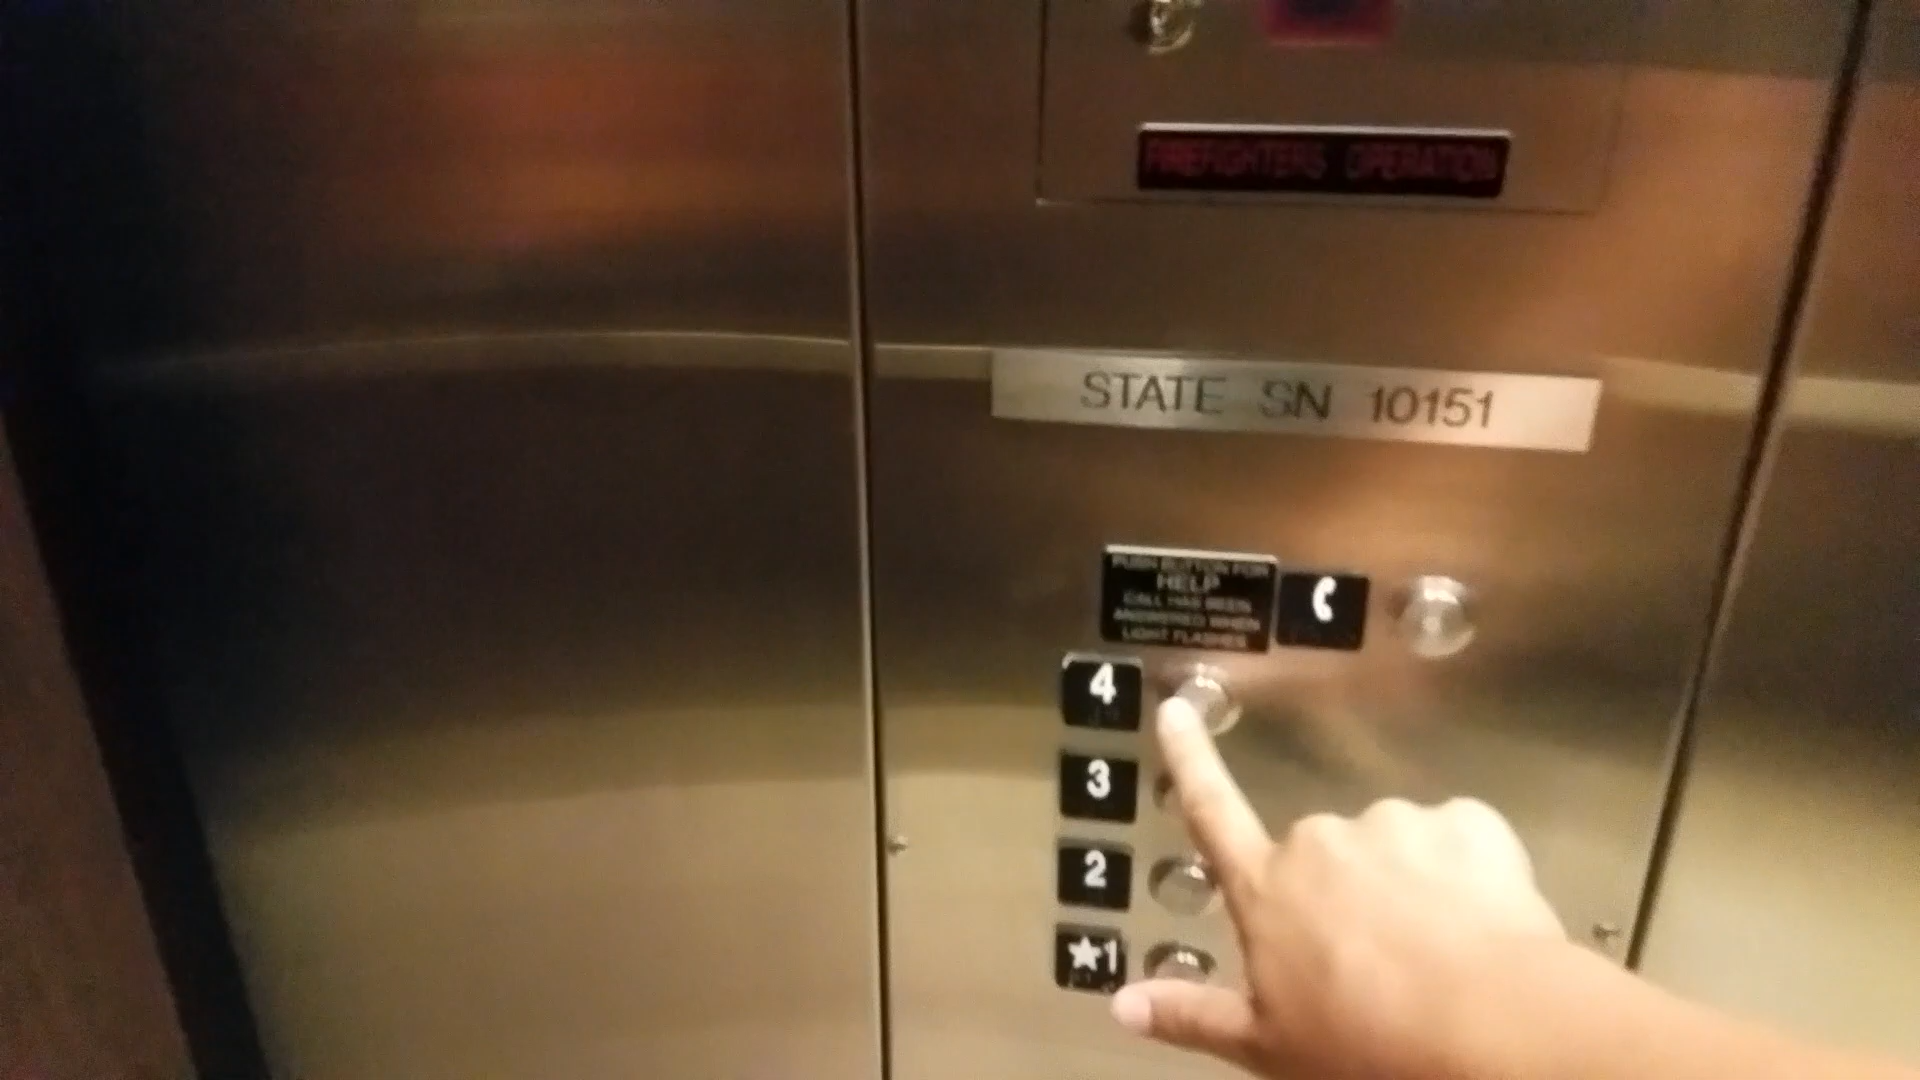 FIREFIGHTERS OPERATION
STATE SN 10151
PUSH BUTTON FOR
HELP
CALL HAS BEEN
ANSWERED WHEN
LIGHT FLASHES
4
3
2
★1